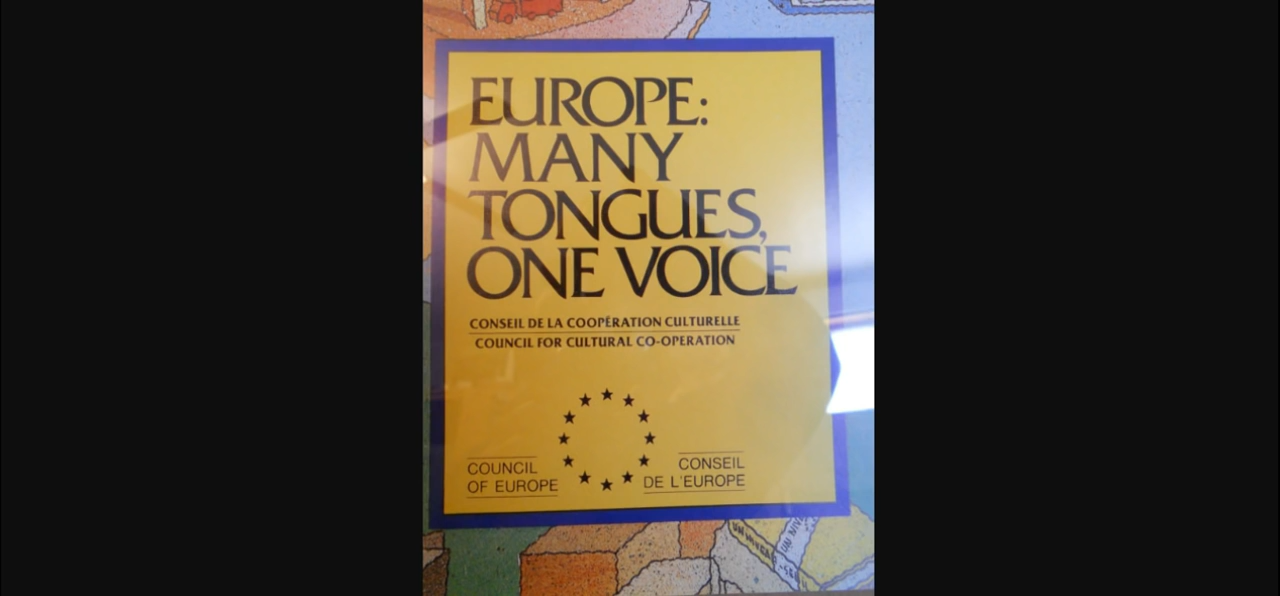 EUROPE:
MANY
TONGUES,
ONE VOICE
CONSEIL DE LA COOPÉRATION CULTURELLE
COUNCIL FOR CULTURAL CO-OPERATION
COUNCIL
OF EUROPE
CONSEIL
DE L'EUROPE